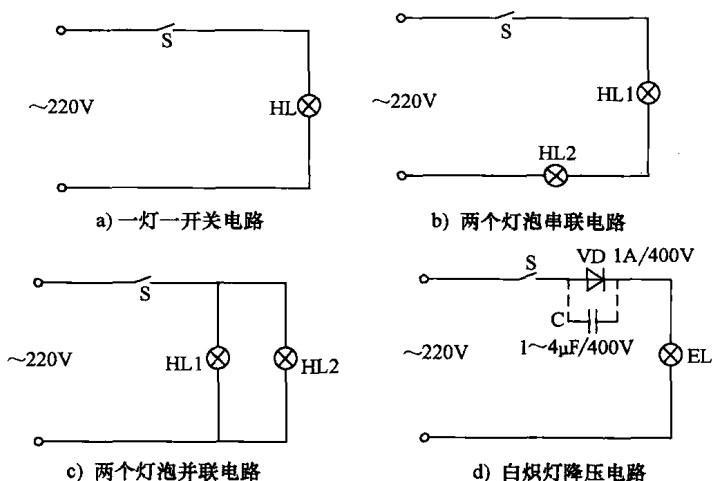 S
HL
～220V
a) 一灯一开关电路
S
HL1
～220V
HL2
b) 两个灯泡串联电路
S
～220V
HL1
HL2
c) 两个灯泡并联电路
VD 1A/400V
S
C
1～4μF/400V
～220V
EL
d) 白炽灯降压电路